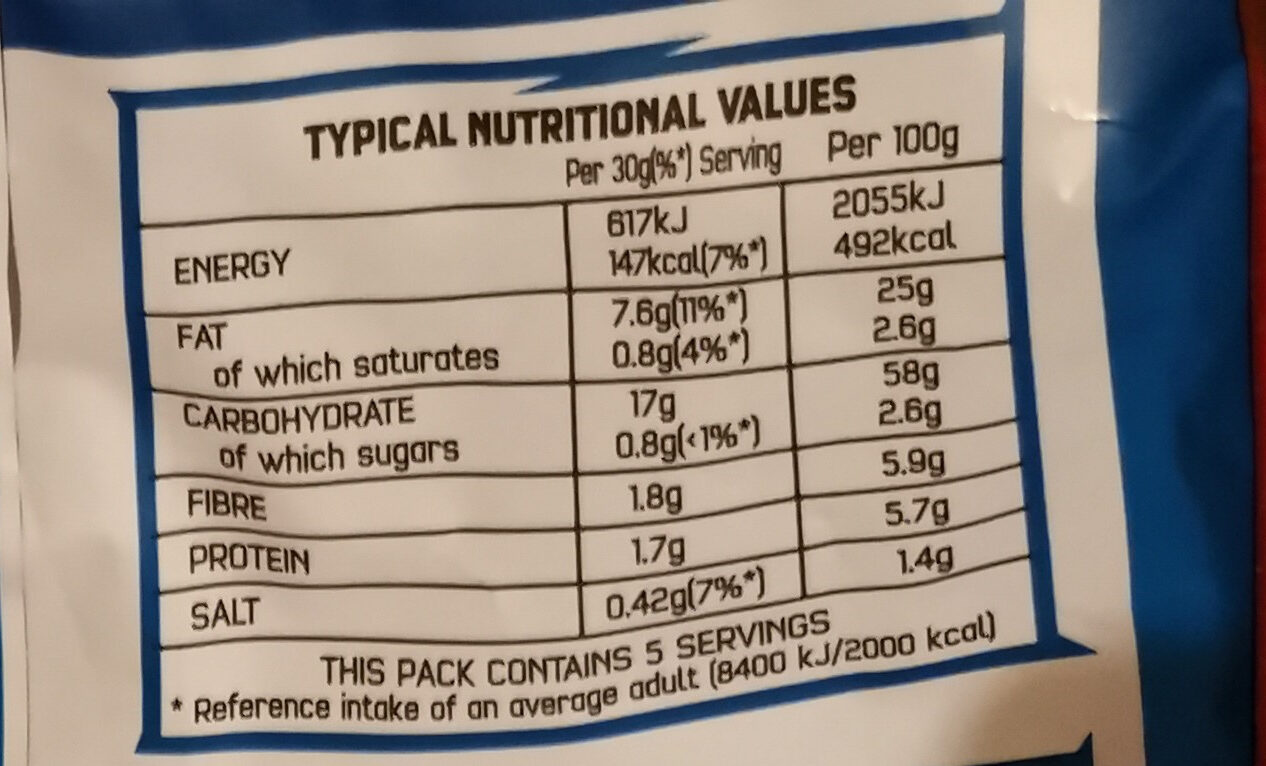 TYPICAL NUTRITIONAL VALUES
Per 30g(%*) Serving Per 100g
ENERGY 617kJ 2055kJ
147kcal(7%*) 492kcal
FAT 7.6g(11%*) 25g
of which saturates 0.8g(4%*) 2.6g
CARBOHYDRATE 17g 58g
of which sugars 0.8g(<1%*) 2.6g
FIBRE 1.8g 5.9g
PROTEIN 1.7g 5.7g
SALT 0.42g(7%*) 1.4g
THIS PACK CONTAINS 5 SERVINGS
* Reference intake of an average adult (8400 kJ/2000 kcal)